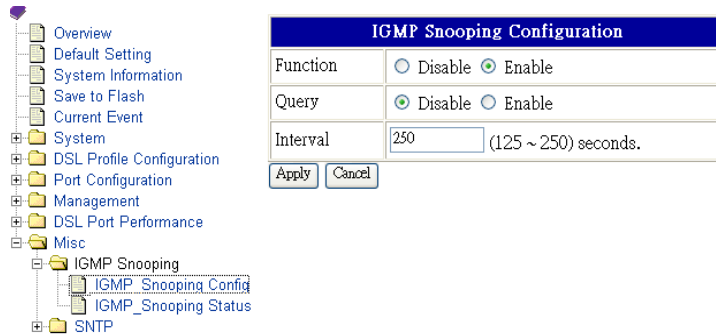 Overview
Default Setting
System Information
Save to Flash
Current Event
System
DSL Profile Configuration
Port Configuration
Management
DSL Port Performance
Misc
IGMP Snooping
IGMP_Snooping Config
IGMP_Snooping Status
SNTP
IGMP Snooping Configuration
Function Disable Enable
Query Disable Enable
Interval 250 (125 ~ 250) seconds.
Apply Cancel